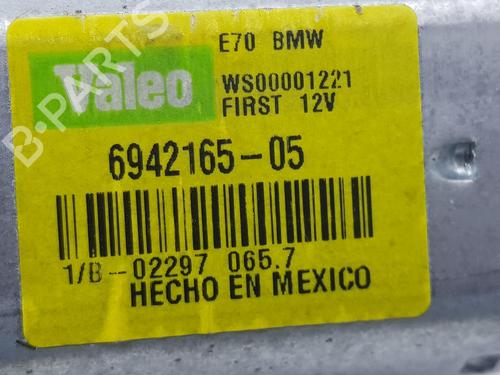 E70 BMW
Valeo
WS00001221
FIRST 12V
6942165-05
1/B-02297 065,7
HECHO EN MEXICO
B-PARTS